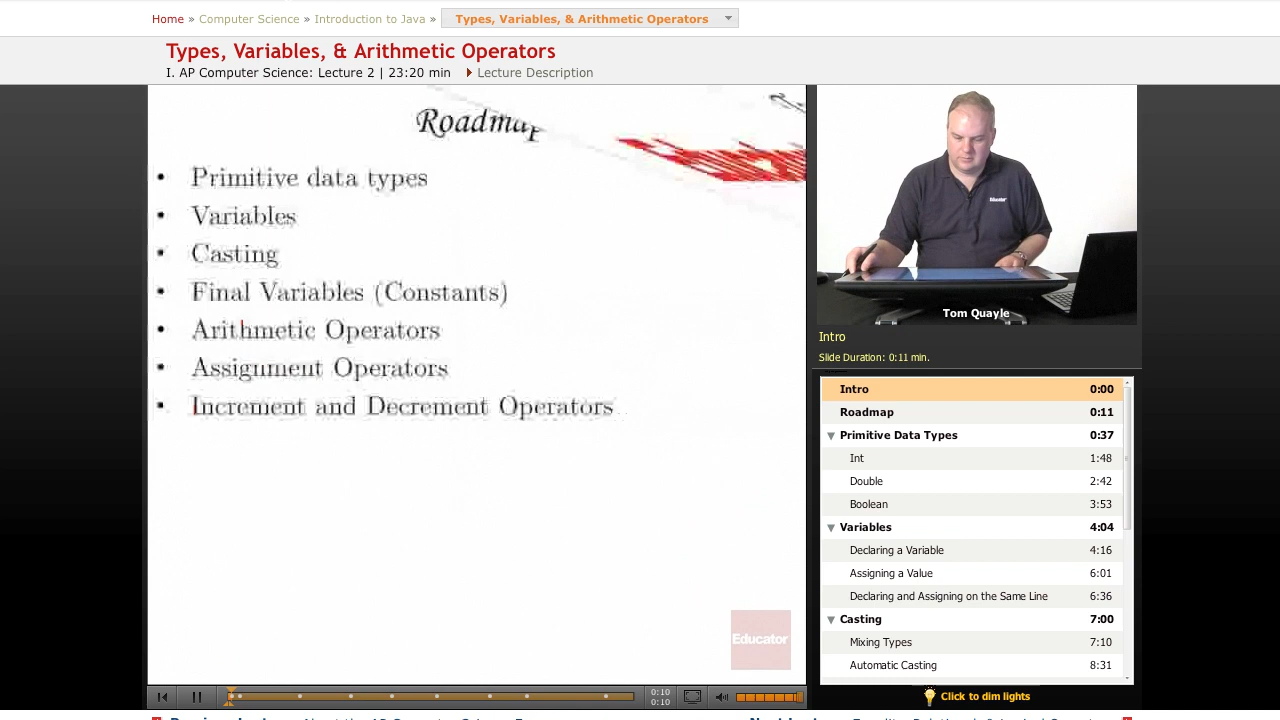 Home » Computer Science » Introduction to Java » Types, Variables, & Arithmetic Operators
Types, Variables, & Arithmetic Operators
I. AP Computer Science: Lecture 2 | 23:20 min Lecture Description
Roadmap
• Primitive data types
• Variables
• Casting
• Final Variables (Constants)
• Arithmetic Operators
• Assignment Operators
• Increment and Decrement Operators
Educator
Educator
Tom Quayle
Intro
Slide Duration: 0:11 min.
Intro 0:00
Roadmap 0:11
Primitive Data Types 0:37
Int 1:48
Double 2:42
Boolean 3:53
Variables 4:04
Declaring a Variable 4:16
Assigning a Value 6:01
Declaring and Assigning on the Same Line 6:36
Casting 7:00
Mixing Types 7:10
Automatic Casting 8:31
0:10
0:10
Click to dim lights